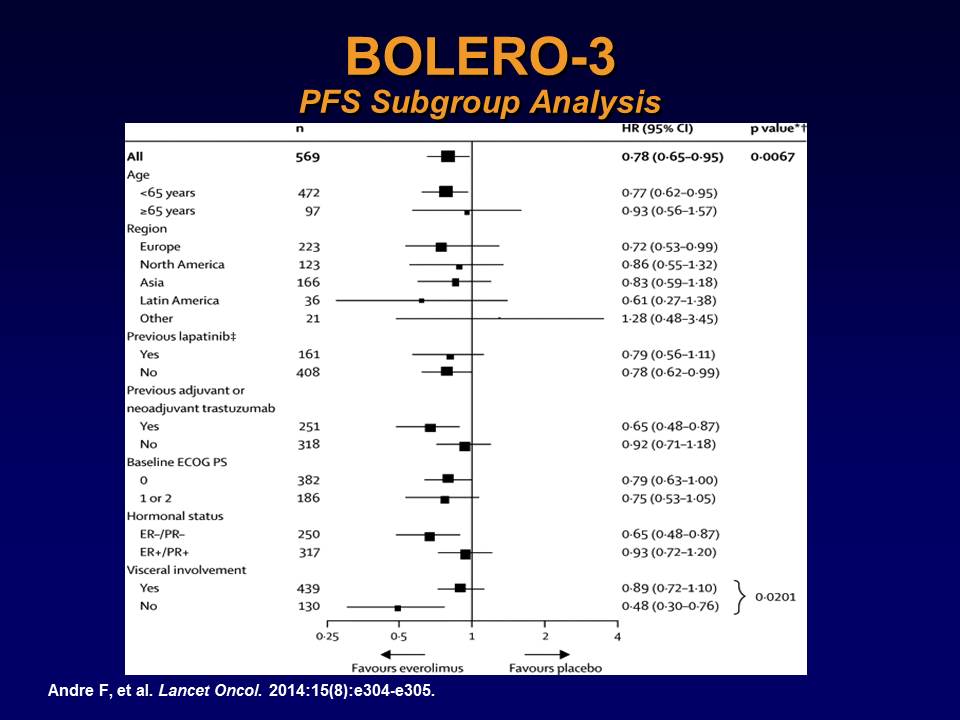 BOLERO-3
PFS Subgroup Analysis
n HR (95% CI) p value*†
All 569 0·78 (0·65–0·95) 0·0067
Age
<65 years 472 0·77 (0·62–0·95)
≥65 years 97 0·93 (0·56–1·57)
Region
Europe 223 0·72 (0·53–0·99)
North America 123 0·86 (0·55–1·32)
Asia 166 0·83 (0·59–1·18)
Latin America 36 0·61 (0·27–1·38)
Other 21 1·28 (0·48–3·45)
Previous lapatinib‡
Yes 161 0·79 (0·56–1·11)
No 408 0·78 (0·62–0·99)
Previous adjuvant or
neoadjuvant trastuzumab
Yes 251 0·65 (0·48–0·87)
No 318 0·92 (0·71–1·18)
Baseline ECOG PS
0 382 0·79 (0·63–1·00)
1 or 2 186 0·75 (0·53–1·05)
Hormonal status
ER–/PR– 250 0·65 (0·48–0·87)
ER+/PR+ 317 0·93 (0·72–1·20)
Visceral involvement
Yes 439 0·89 (0·72–1·10)
0·0201
No 130 0·48 (0·30–0·76)
0·25 0·5 1 2 4
Favours everolimus Favours placebo
Andre F, et al. Lancet Oncol. 2014:15(8):e304-e305.